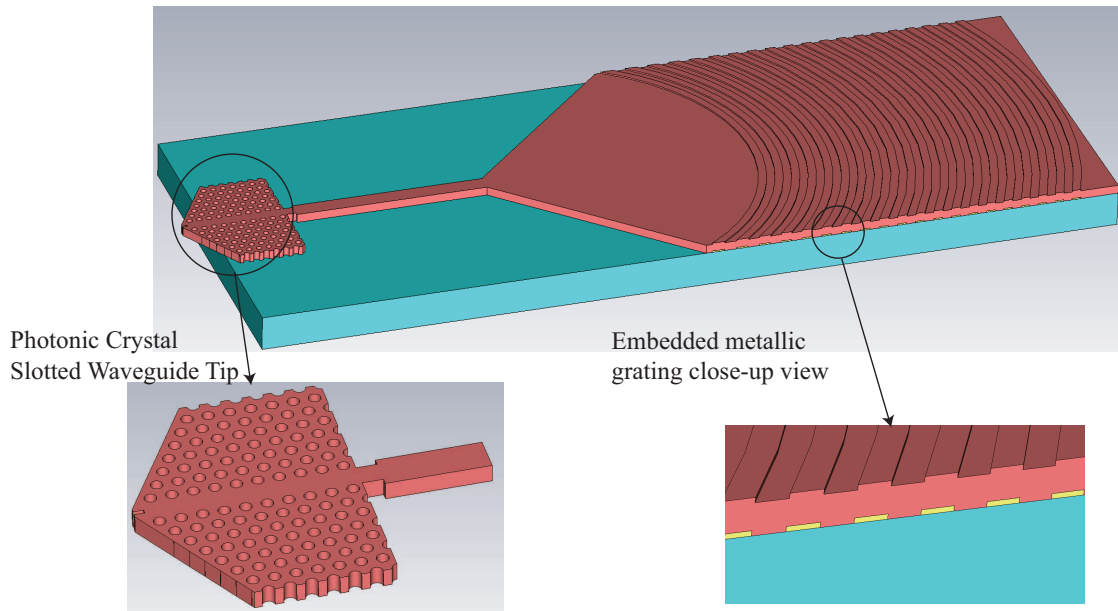 Photonic Crystal
Slotted Waveguide Tip
Embedded metallic
grating close-up view